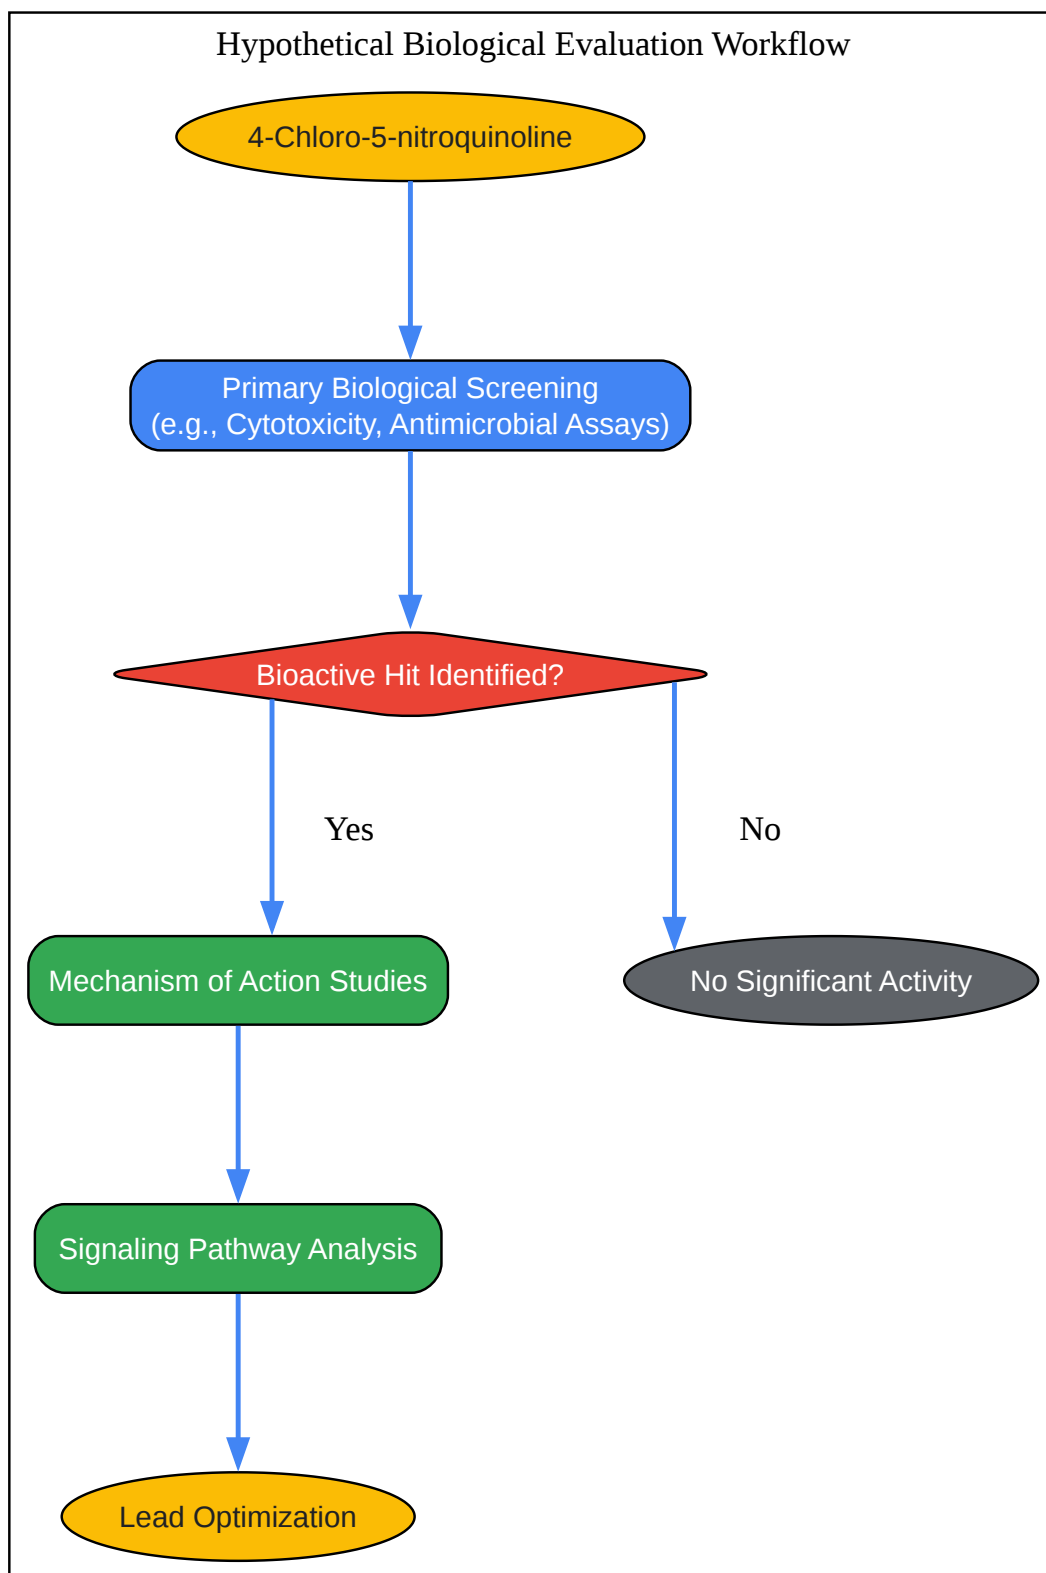 Hypothetical Biological Evaluation Workflow
4-Chloro-5-nitroquinoline
Primary Biological Screening
(e.g., Cytotoxicity, Antimicrobial Assays)
Bioactive Hit Identified?
Yes
No
Mechanism of Action Studies
No Significant Activity
Signaling Pathway Analysis
Lead Optimization